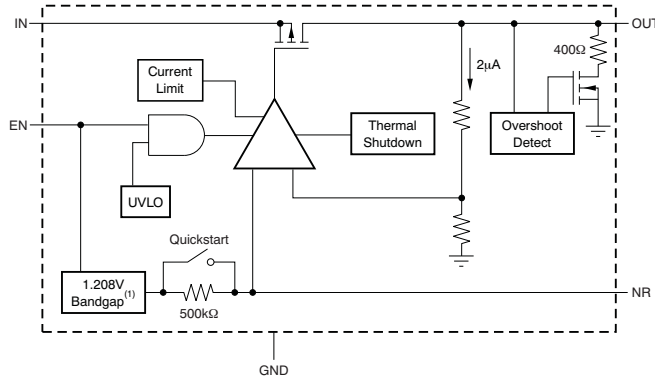 IN
OUT
400Ω
2μA
Current
Limit
EN
Thermal
Shutdown
Overshoot
Detect
UVLO
Quickstart
1.208V
Bandgap(1)
500kΩ
NR
GND